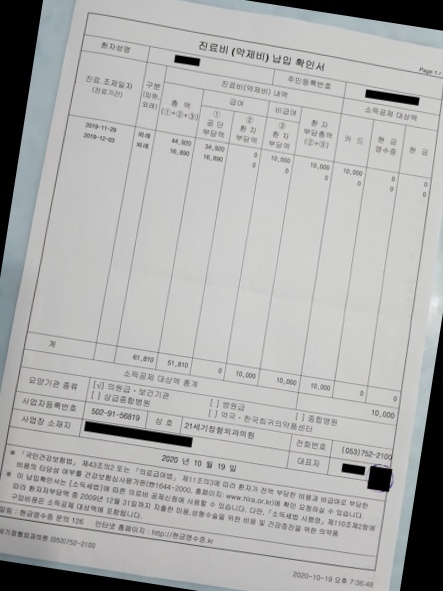 진료비 (약제비) 납입 확인서
Page 1 /
환자성명
주민등록번호
진료.조제일자
(진료기간)
구분
(입원,
외래)
진료비(약제비) 내역
소득공제 대상액
총 액
(①+②+③)
급여
비급여
환 자
부담총액
(②+③)
카 드
현 금
영수증
현 금
①
공 단
부담액
②
환 자
부담액
③
환 자
부담액
2019-11-29 외래 44,920 34,920 0 10,000 10,000 10,000 0 0
2019-12-03 외래 16,890 16,890 0 0 0 0 0 0
계 61,810 51,810 0 10,000 10,000 10,000 0 0
소득공제 대상액 총계 10,000
요양기관 종류
[√] 의원급ㆍ보건기관 [ ] 병원급 [ ] 종합병원
[ ] 상급종합병원 [ ] 약국ㆍ한국희귀의약품센터
사업자등록번호 502-91-56819 상 호 21세기정형외과의원 전화번호 (053)752-2100
사업장 소재지
대표자
2020 년 10 월 19 일
※ 「국민건강보험법」 제43조의2 또는 「의료급여법」 제11조의3에 따라 환자가 전액 부담한 비용과 비급여로 부담한
비용의 타당성 여부를 건강보험심사평가원(☎1644-2000, 홈페이지: www.hira.or.kr)에 확인 요청하실 수 있습니다
※ 이 납입확인서는 [소득세법]에 따른 의료비 공제신청에 사용할 수 있습니다. 다만, 「소득세법 시행령」 제110조제2항에
따라 환자부담액 중 2009년 12월 31일까지 지출한 미용,성형수술을 위한 비용 및 건강증진을 위한 의약품
구입비용은 소득공제 대상액에 포함됩니다.
현금영수증 문의 126 인터넷 홈페이지 : http://현금영수증.kr
(053)752-2100
2020-10-19 오후 7:36:46